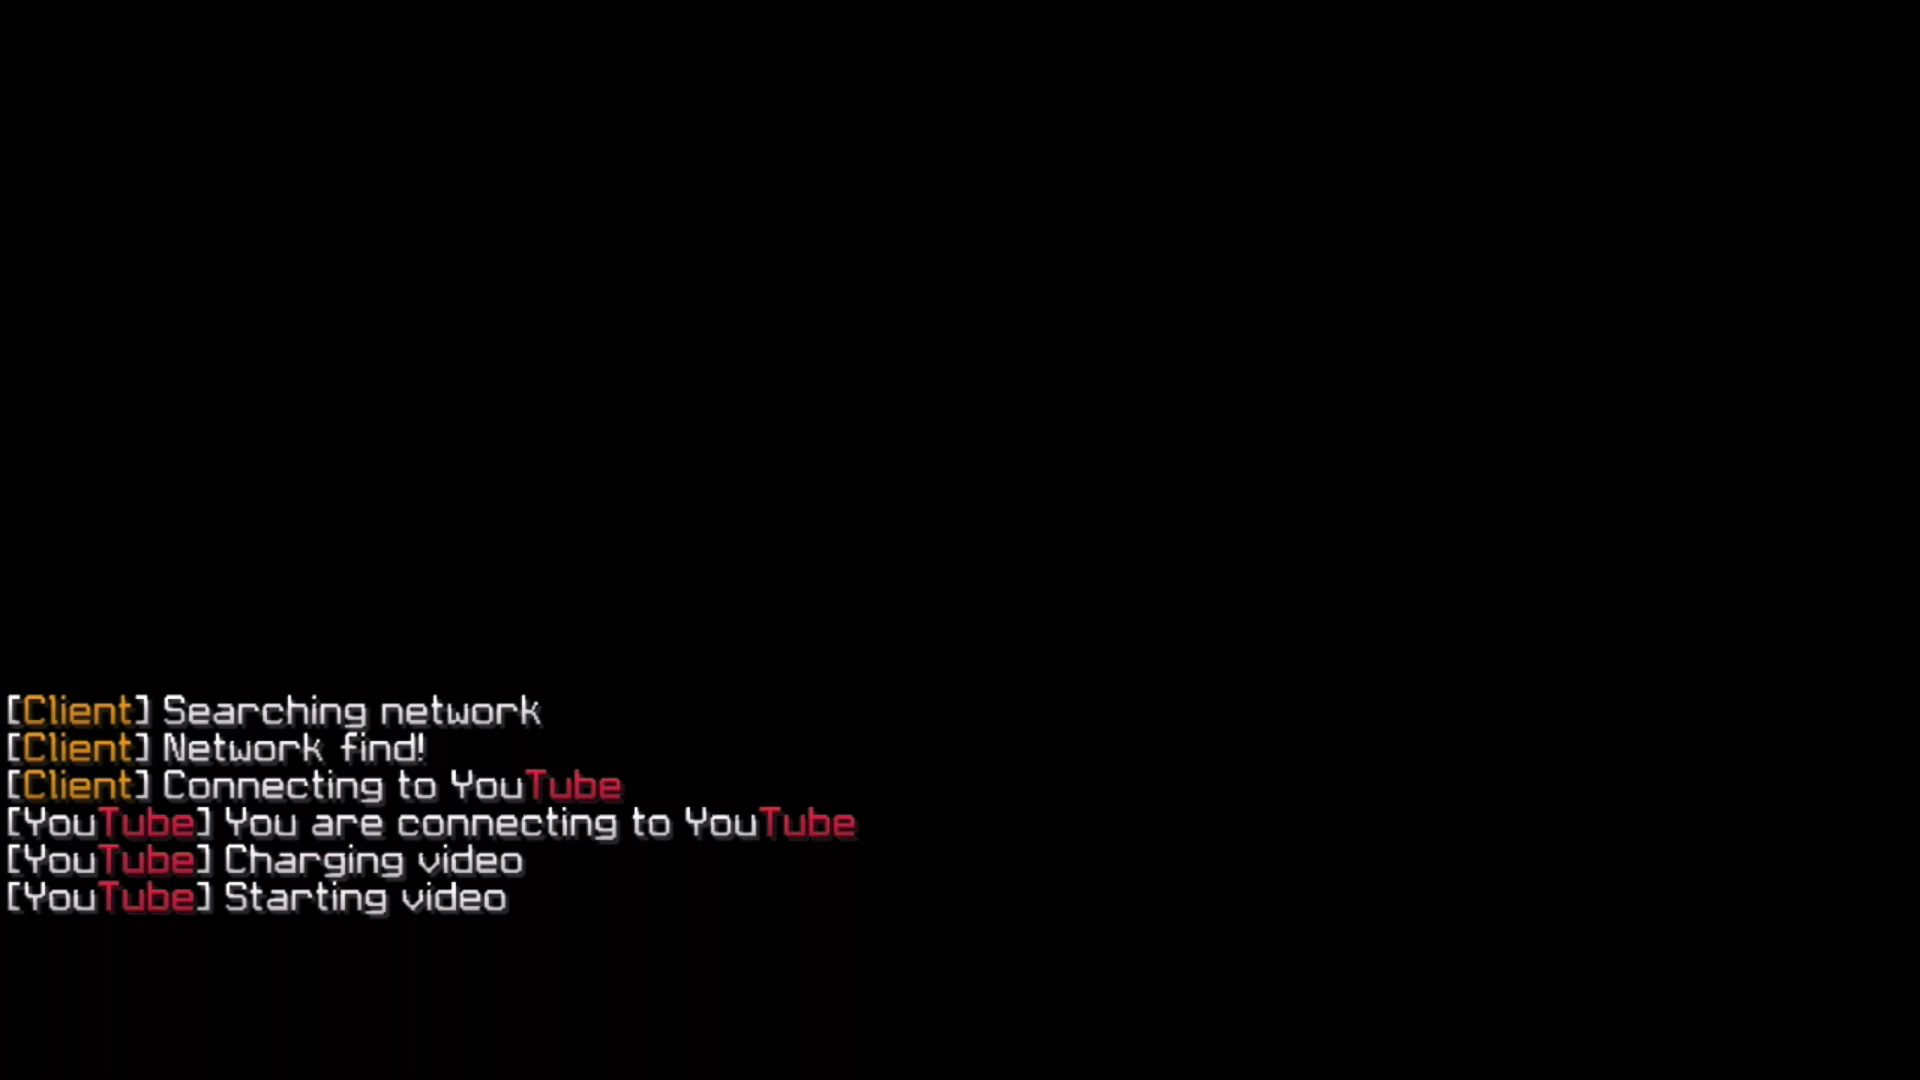 [Client] Searching network
[Client] Network find!
[Client] Connecting to YouTube
[YouTube] You are connecting to YouTube
[YouTube] Charging video
[YouTube] Starting video